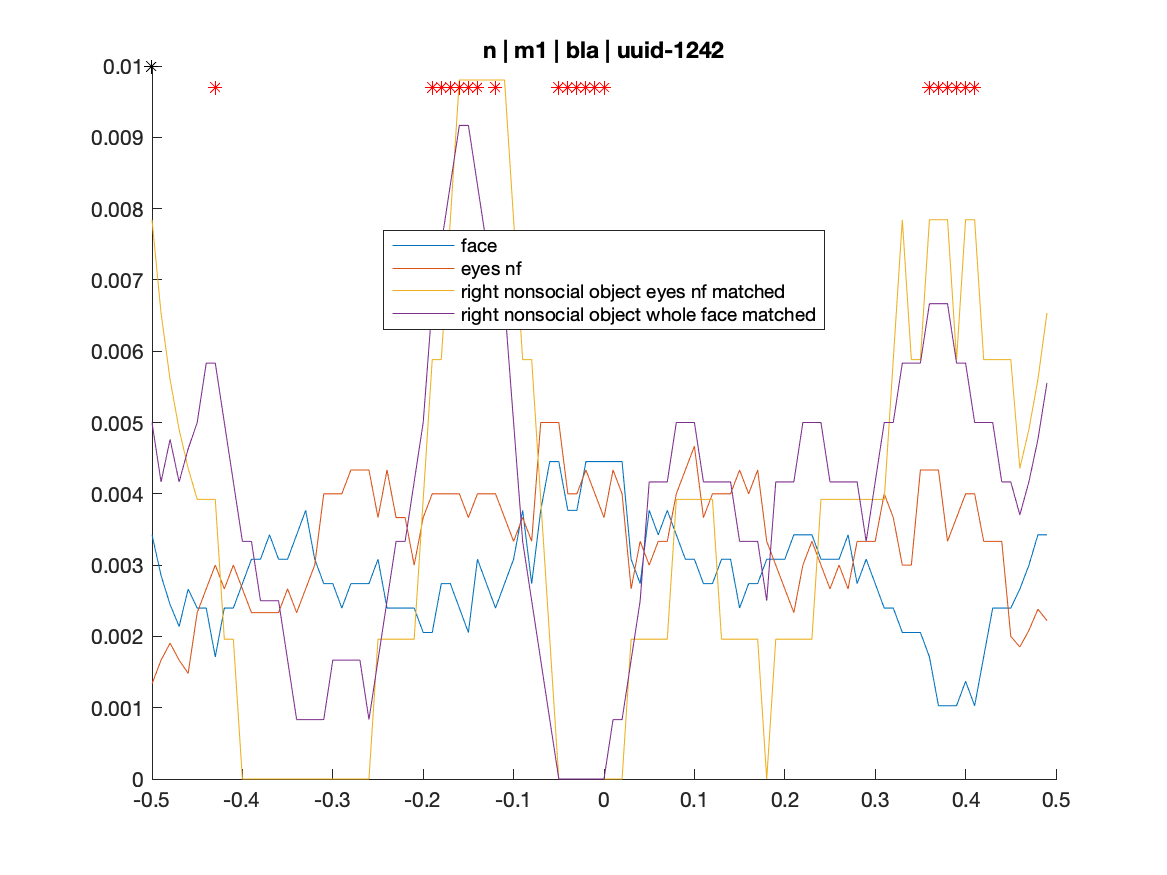 n | m1 | bla | uuid-1242
0.01
0.009
0.008
0.007
0.006
0.005
0.004
0.003
0.002
0.001
0
face
eyes nf
right nonsocial object eyes nf matched
right nonsocial object whole face matched
-0.5 -0.4 -0.3 -0.2 -0.1 0 0.1 0.2 0.3 0.4 0.5